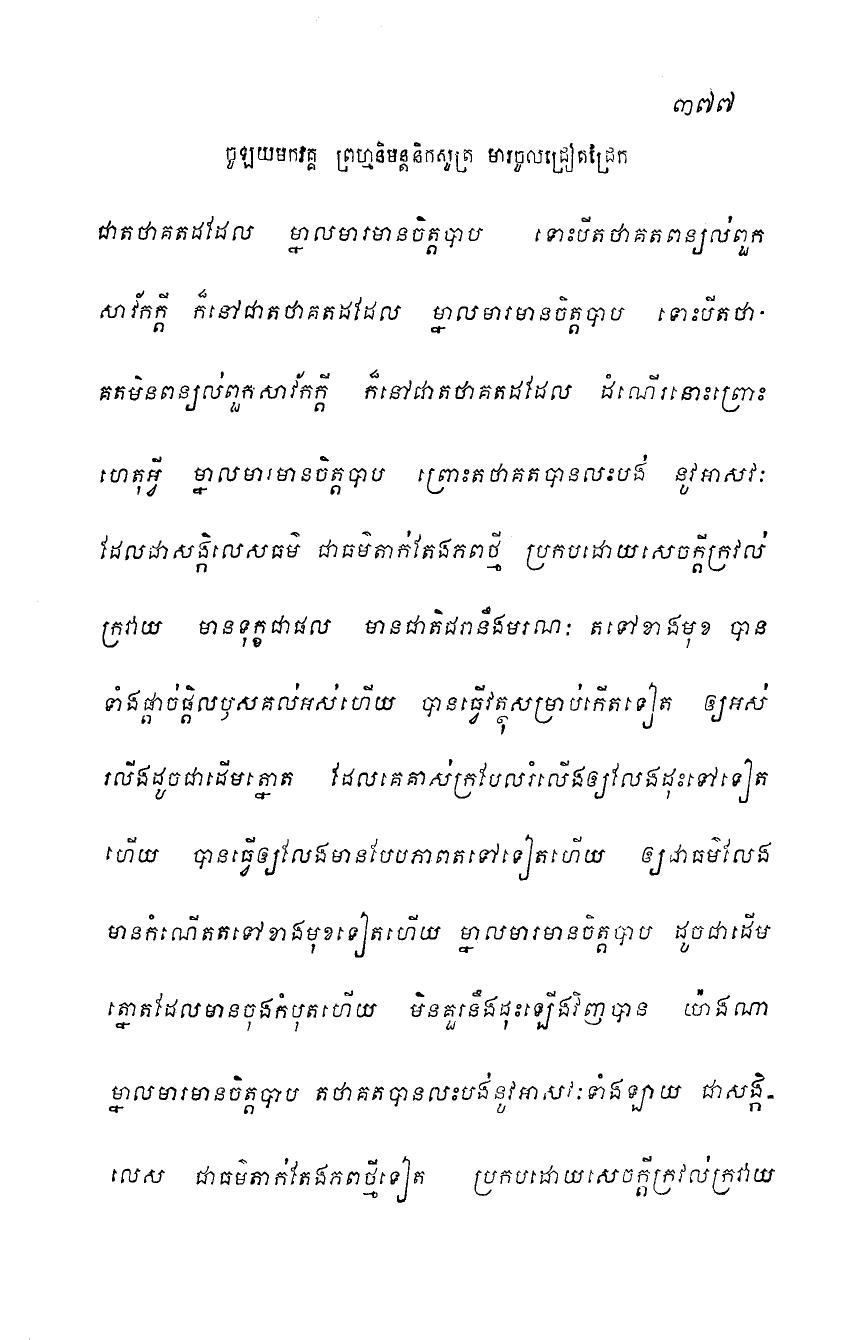 ៣៧៧
ចូឡយមកវគ្គ ព្រហ្មនិមន្តនិកសូត្រ មារចូលជ្រៀតជ្រែក
ជាតថាគតដដែល ម្នាលមារមានចិត្តបាប ទោះបីតថាគតពន្យល់ពួក
សាវ័កក្តី ក៏នៅជាតថាគតដដែល ម្នាលមារមានចិត្តបាប ទោះបីតថា-
គតមិនពន្យល់ពួកសាវ័កក្តី ក៏នៅជាតថាគតដដែល ដំណើរនោះព្រោះ
ហេតុអ្វី ម្នាលមារមានចិត្តបាប ព្រោះតថាគតបានលះបង់ នូវអាសវៈ
ដែលជាសង្កិលេសធម៌ ជាធម៌តាក់តែងភពថ្មី ប្រកបដោយសេចក្តីក្រវល់
ក្រវាយ មានទុក្ខជាផល មានជាតិជរានឹងមរណៈ តទៅខាងមុខ បាន
ទាំងផ្តាច់ផ្តិលឫសគល់អស់ហើយ បានធ្វើវត្ថុសម្រាប់កើតទៀត ឲ្យអស់
រលីងដូចជាដើមត្នោត ដែលគេគាស់ក្រវែលរំលើងឲ្យលែងដុះទៅទៀត
ហើយ បានធ្វើឲ្យលែងមានបែបភាពតទៅទៀតហើយ ឲ្យជាធម៌លែង
មានកំណើតតទៅខាងមុខទៀតហើយ ម្នាលមារមានចិត្តបាប ដូចជាដើម
ត្នោតដែលមានចុងកំបុតហើយ មិនគួរនឹងដុះឡើងវិញបាន យ៉ាងណា
ម្នាលមារមានចិត្តបាប តថាគតបានលះបង់នូវអាសវៈទាំងឡាយ ជាសង្កិ-
លេស ជាធម៌តាក់តែងភពថ្មីទៀត ប្រកបដោយសេចក្តីក្រវល់ក្រវាយ